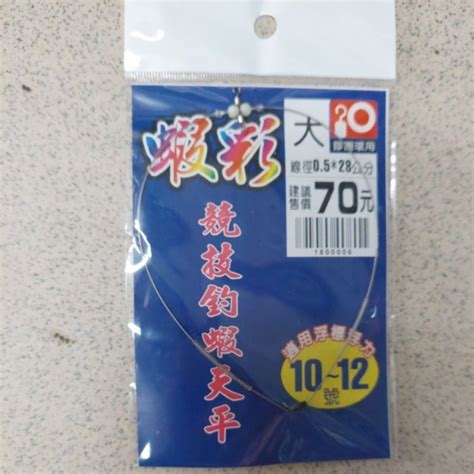 大
線徑0.5*28公分
建議
售價
70元
1800006
蝦彩
競技釣蝦天平
適用浮標浮力
10~12
號